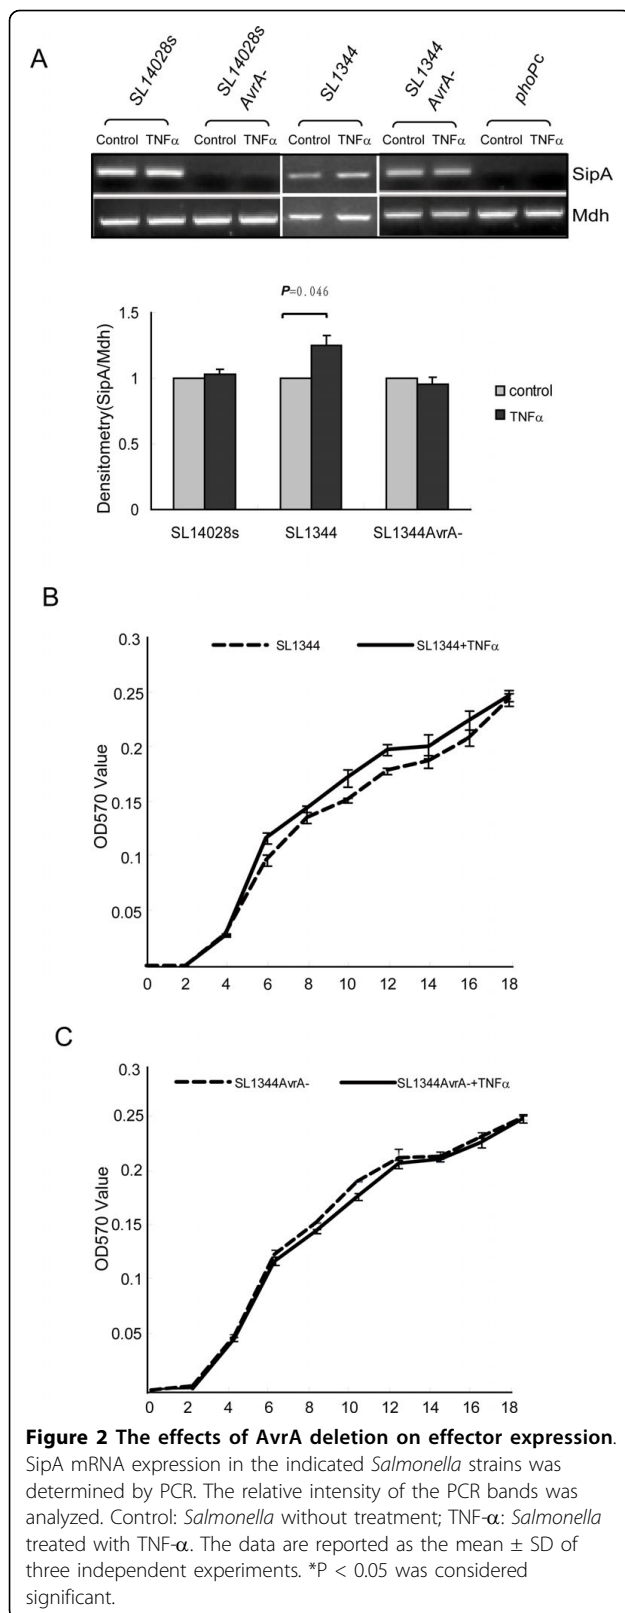 A
SL14028s
SL14028s AvrA-
SL1344
SL1344 AvrA-
phoPc
Control TNFα Control TNFα Control TNFα Control TNFα Control TNFα
SipA
Mdh
P=0.046
1.5
1
0.5
0
Densitometry(SipA/Mdh)
control
TNFα
SL14028s SL1344 SL1344AvrA-
B
0.3
SL1344 SL1344+TNFα
0.25
0.2
0.15
0.1
0.05
OD570 Value
0 2 4 6 8 10 12 14 16 18
C
0.3
SL1344AvrA- SL1344AvrA-+TNFα
0.25
0.2
0.15
0.1
0.05
OD570 Value
0 2 4 6 8 10 12 14 16 18
Figure 2 The effects of AvrA deletion on effector expression.
SipA mRNA expression in the indicated Salmonella strains was
determined by PCR. The relative intensity of the PCR bands was
analyzed. Control: Salmonella without treatment; TNF-α: Salmonella
treated with TNF-α. The data are reported as the mean ± SD of
three independent experiments. *P < 0.05 was considered
significant.